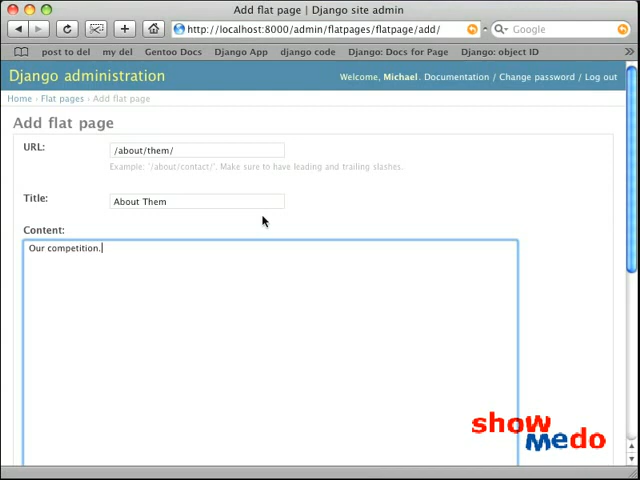 Add flat page | Django site admin
http://localhost:8000/admin/flatpages/flatpage/add/
Google
post to del my del Gentoo Docs Django App django code Django: Docs for Page Django: object ID
Django administration
Welcome, Michael. Documentation / Change password / Log out
Home › Flat pages › Add flat page
Add flat page
URL:
/about/them/
Example: '/about/contact/'. Make sure to have leading and trailing slashes.
Title:
About Them
Content:
Our competition.
show
medo